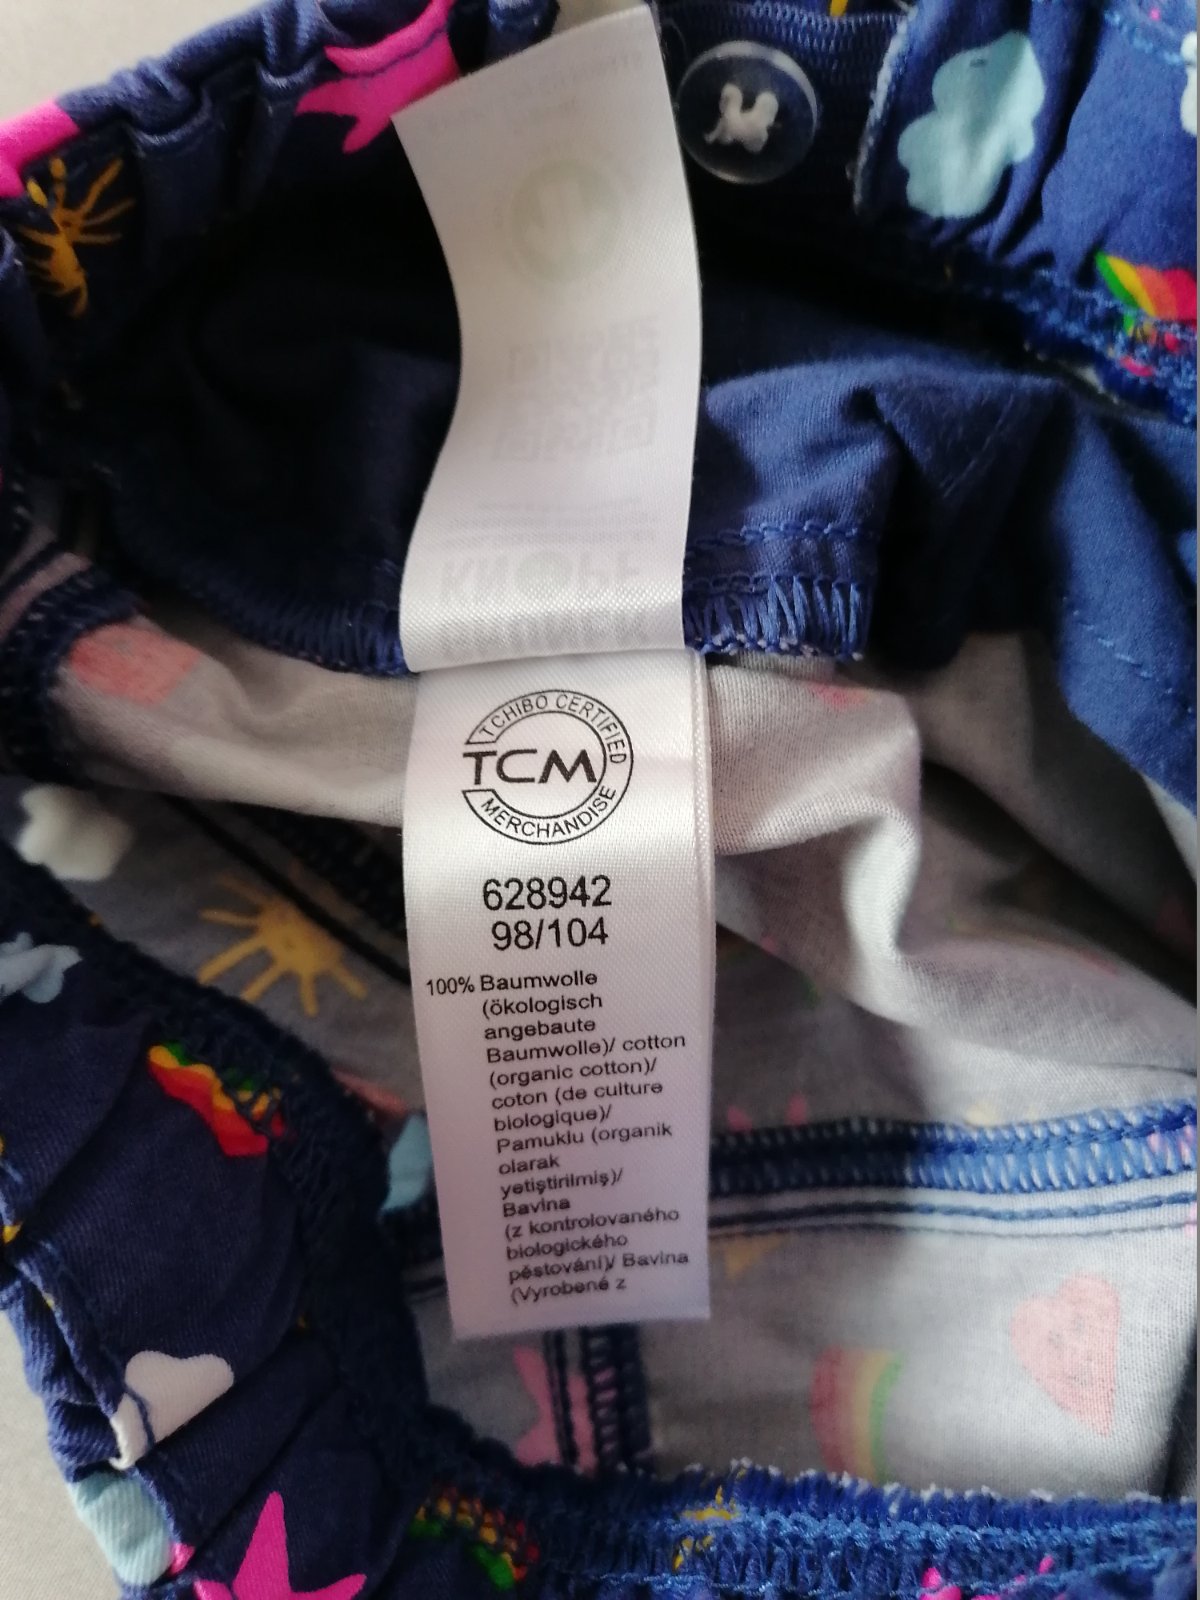 TCHIBO CERTIFIED
TCM
MERCHANDISE
628942
98/104
100% Baumwolle
(ökologisch
angebaute
Baumwolle)/ cotton
(organic cotton)/
coton (de culture
biologique)/
Pamuklu (organik
olarak
yetiştirilmiş)/
Bavlna
(z kontrolovaného
biologického
pěstování)/ Bavlna
(Vyrobené z